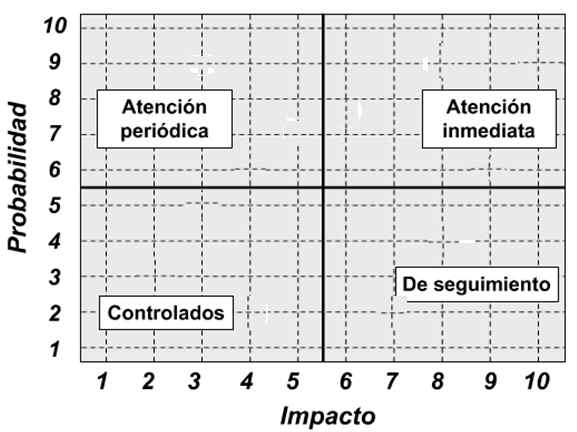 Probabilidad
10
9
8
7
6
5
4
3
2
1
Atención
periódica
Atención
inmediata
Controlados
De seguimiento
1 2 3 4 5 6 7 8 9 10
Impacto